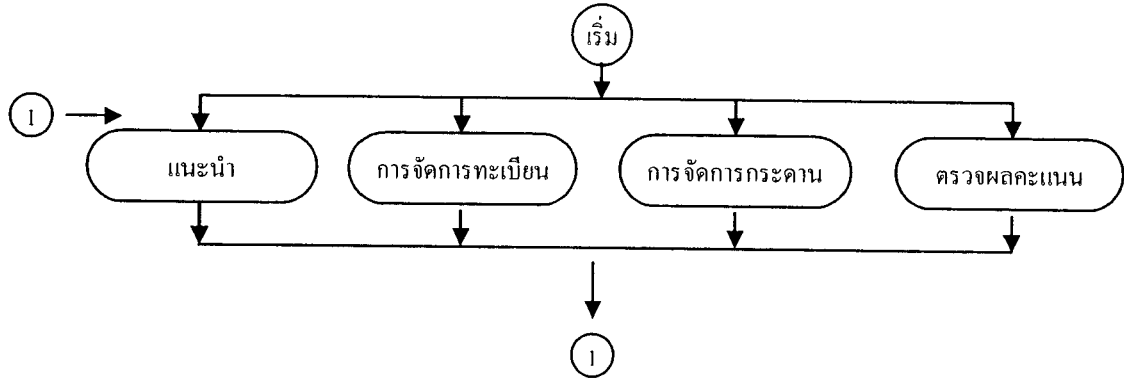 เริ่ม
1
แนะนำ
การจัดการทะเบียน
การจัดการกระดาน
ตรวจผลคะแนน
1